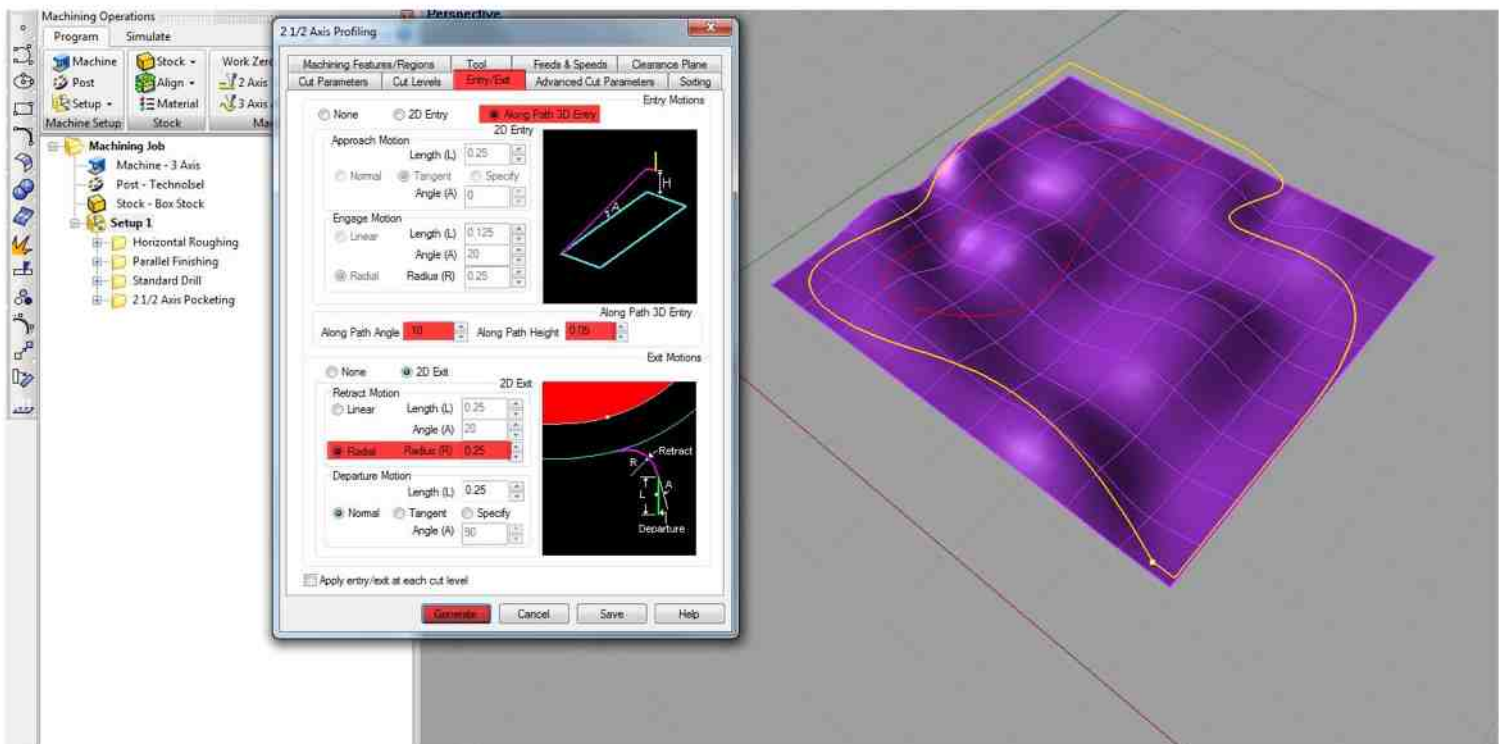 Machining Operations
Program Simulate
Machine
Post
Setup
Machine Setup
Stock
Align
Material
Stock
Work Zero
2 Axis
3 Axis
Machining Job
Machine - 3 Axis
Post - Technolsel
Stock - Box Stock
Setup 1
Horizontal Roughing
Parallel Finishing
Standard Drill
2 1/2 Axis Pocketing
Perspective
2 1/2 Axis Profiling
Machining Features/Regions Tool Feeds & Speeds Clearance Plane
Cut Parameters Cut Levels Entry/Exit Advanced Cut Parameters Sorting
Entry Motions
None 2D Entry Along Path 3D Entry
2D Entry
Approach Motion
Length (L) 0.25
Normal Tangent Specify
Angle (A) 0
Engage Motion
Linear Length (L) 0.125
Angle (A) 20
Radial Radius (R) 0.25
H
A
Along Path 3D Entry
Along Path Angle 10 Along Path Height 0.05
Exit Motions
None 2D Exit
2D Exit
Retract Motion
Linear Length (L) 0.25
Angle (A) 20
Radial Radius (R) 0.25
Departure Motion
Length (L) 0.25
Normal Tangent Specify
Angle (A) 90
Retract
R
A
L
Departure
Apply entry/exit at each cut level
Generate Cancel Save Help